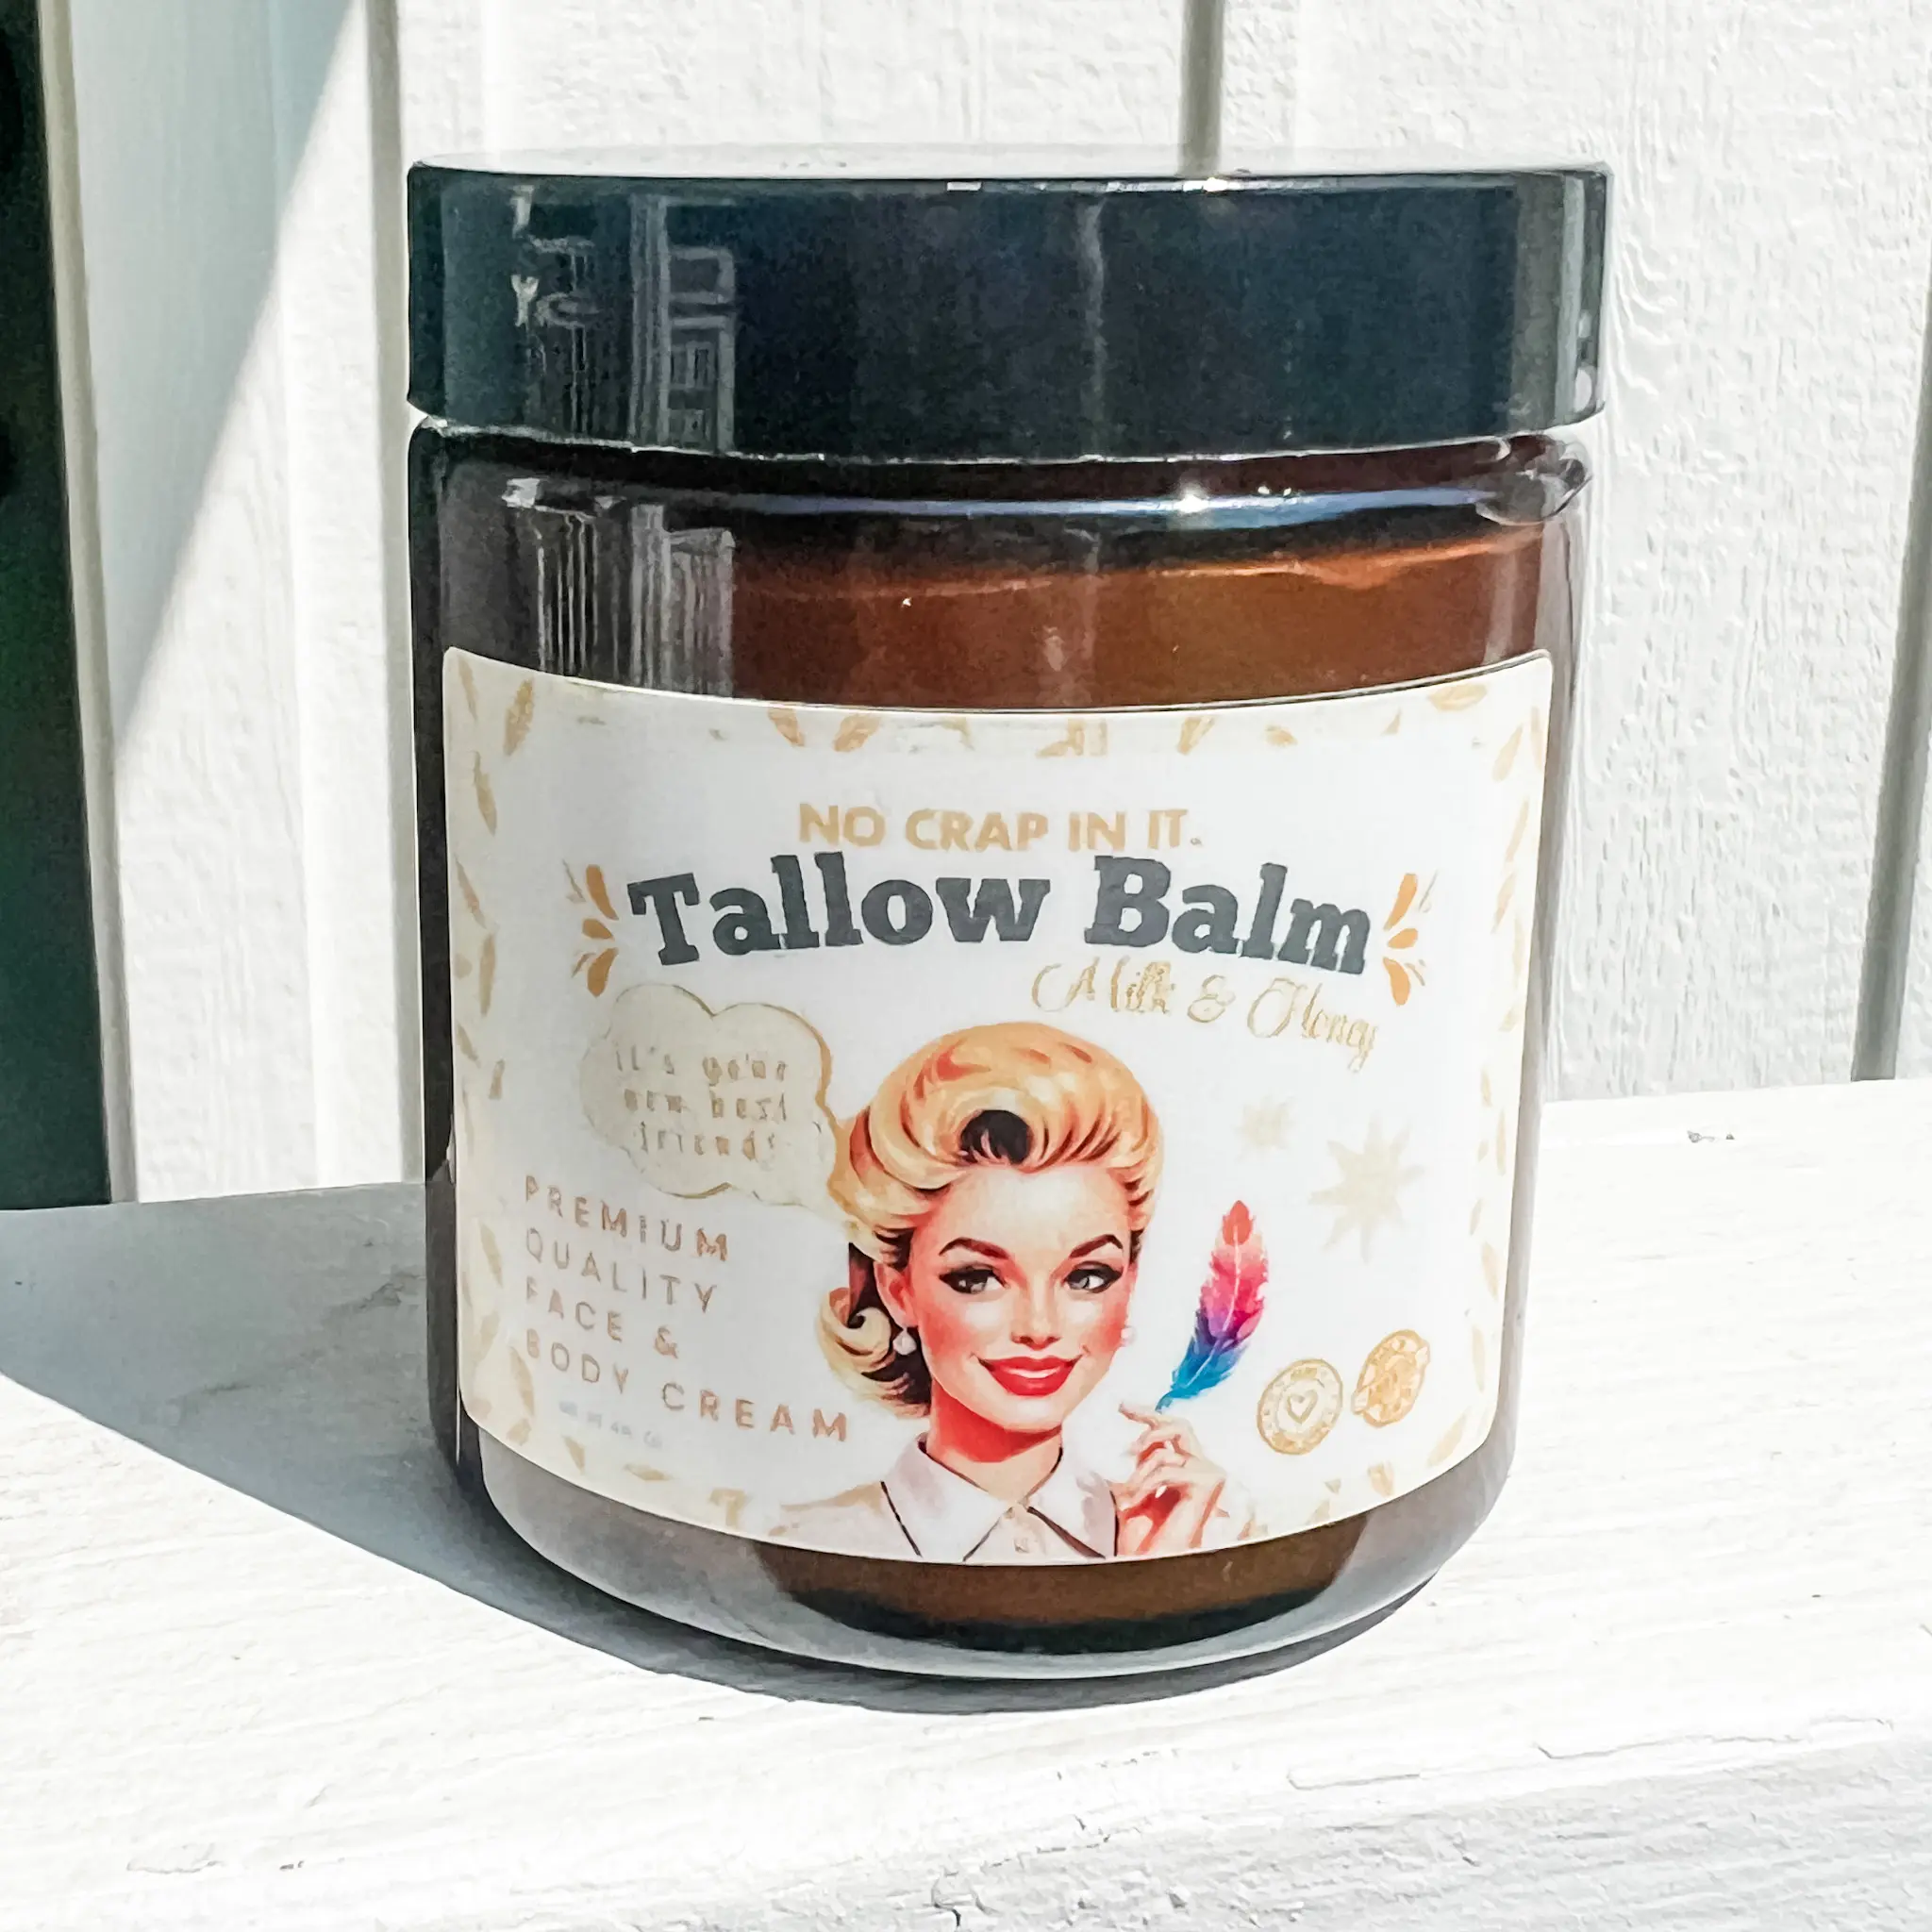 NO CRAP IN IT.
Tallow Balm
Milk & Honey
it's your
new best
friend!
PREMIUM
QUALITY
FACE &
BODY CREAM